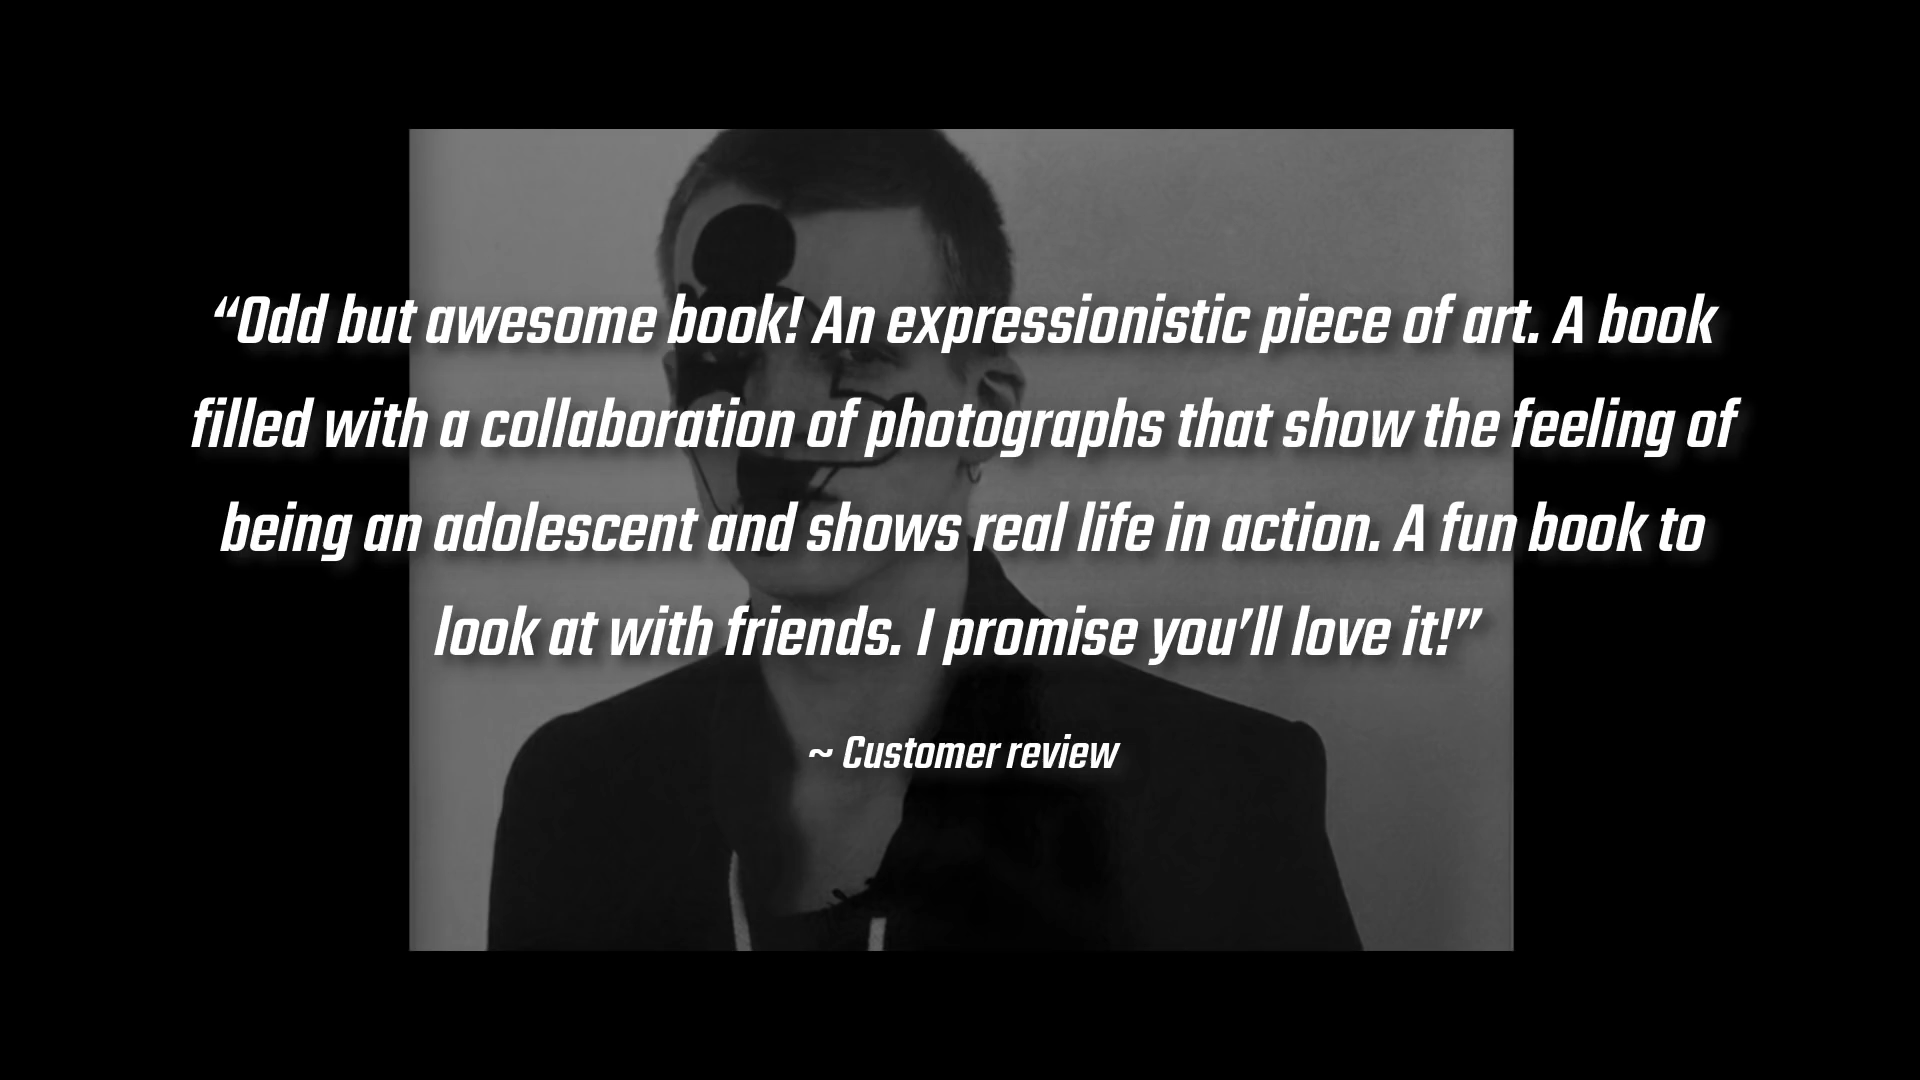 “Odd but awesome book! An expressionistic piece of art. A book
filled with a collaboration of photographs that show the feeling of
being an adolescent and shows real life in action. A fun book to
look at with friends. I promise you’ll love it!”
~ Customer review